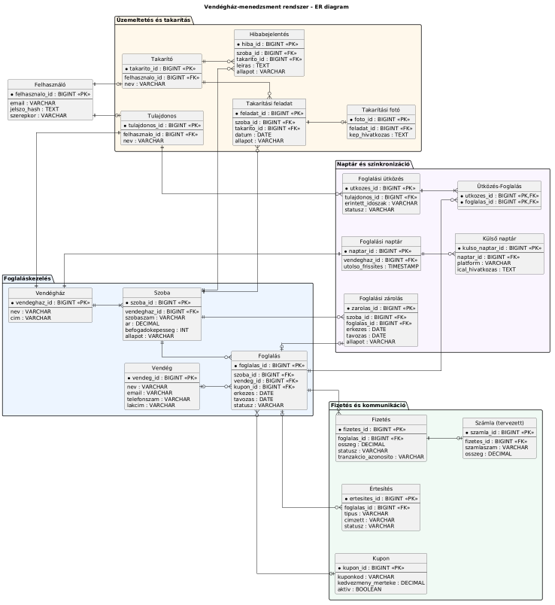 Vendégház-menedzsment rendszer – ER diagram
Üzemeltetés és takarítás
Hibabejelentés
hiba_id : BIGINT «PK»
szoba_id : BIGINT «FK»
takarito_id : BIGINT «FK»
leiras : TEXT
allapot : VARCHAR
Takarító
takarito_id : BIGINT «PK»
felhasznalo_id : BIGINT «FK»
nev : VARCHAR
Felhasználó
felhasznalo_id : BIGINT «PK»
email : VARCHAR
jelszo_hash : TEXT
szerepkor : VARCHAR
Tulajdonos
tulajdonos_id : BIGINT «PK»
felhasznalo_id : BIGINT «FK»
nev : VARCHAR
Takarítási feladat
feladat_id : BIGINT «PK»
szoba_id : BIGINT «FK»
takarito_id : BIGINT «FK»
datum : DATE
allapot : VARCHAR
Takarítási fotó
foto_id : BIGINT «PK»
feladat_id : BIGINT «FK»
kep_hivatkozas : TEXT
Naptár és szinkronizáció
Foglalási ütközés
utkozes_id : BIGINT «PK»
tulajdonos_id : BIGINT «FK»
erintett_idoszak : VARCHAR
statusz : VARCHAR
Ütközés-Foglalás
utkozes_id : BIGINT «PK,FK»
foglalas_id : BIGINT «PK,FK»
Foglalási naptár
naptar_id : BIGINT «PK»
vendeghaz_id : BIGINT «FK»
utolso_frissites : TIMESTAMP
Külső naptár
kulso_naptar_id : BIGINT «PK»
naptar_id : BIGINT «FK»
platform : VARCHAR
ical_hivatkozas : TEXT
Foglalási zárolás
zarolas_id : BIGINT «PK»
szoba_id : BIGINT «FK»
foglalas_id : BIGINT «FK»
erkezes : DATE
tavozas : DATE
allapot : VARCHAR
Foglaláskezelés
Vendégház
vendeghaz_id : BIGINT «PK»
nev : VARCHAR
cim : VARCHAR
Szoba
szoba_id : BIGINT «PK»
vendeghaz_id : BIGINT «FK»
szobaszam : VARCHAR
ar : DECIMAL
befogadokepesseg : INT
allapot : VARCHAR
Vendég
vendeg_id : BIGINT «PK»
nev : VARCHAR
email : VARCHAR
telefonszam : VARCHAR
lakcim : VARCHAR
Foglalás
foglalas_id : BIGINT «PK»
szoba_id : BIGINT «FK»
vendeg_id : BIGINT «FK»
kupon_id : BIGINT «FK»
erkezes : DATE
tavozas : DATE
statusz : VARCHAR
Fizetés és kommunikáció
Fizetés
fizetes_id : BIGINT «PK»
foglalas_id : BIGINT «FK»
osszeg : DECIMAL
statusz : VARCHAR
tranzakcio_azonosito : VARCHAR
Számla (tervezett)
szamla_id : BIGINT «PK»
fizetes_id : BIGINT «FK»
szamlaszam : VARCHAR
osszeg : DECIMAL
Értesítés
ertesites_id : BIGINT «PK»
foglalas_id : BIGINT «FK»
tipus : VARCHAR
cimzett : VARCHAR
statusz : VARCHAR
Kupon
kupon_id : BIGINT «PK»
kuponkod : VARCHAR
kedvezmeny_merteke : DECIMAL
aktiv : BOOLEAN